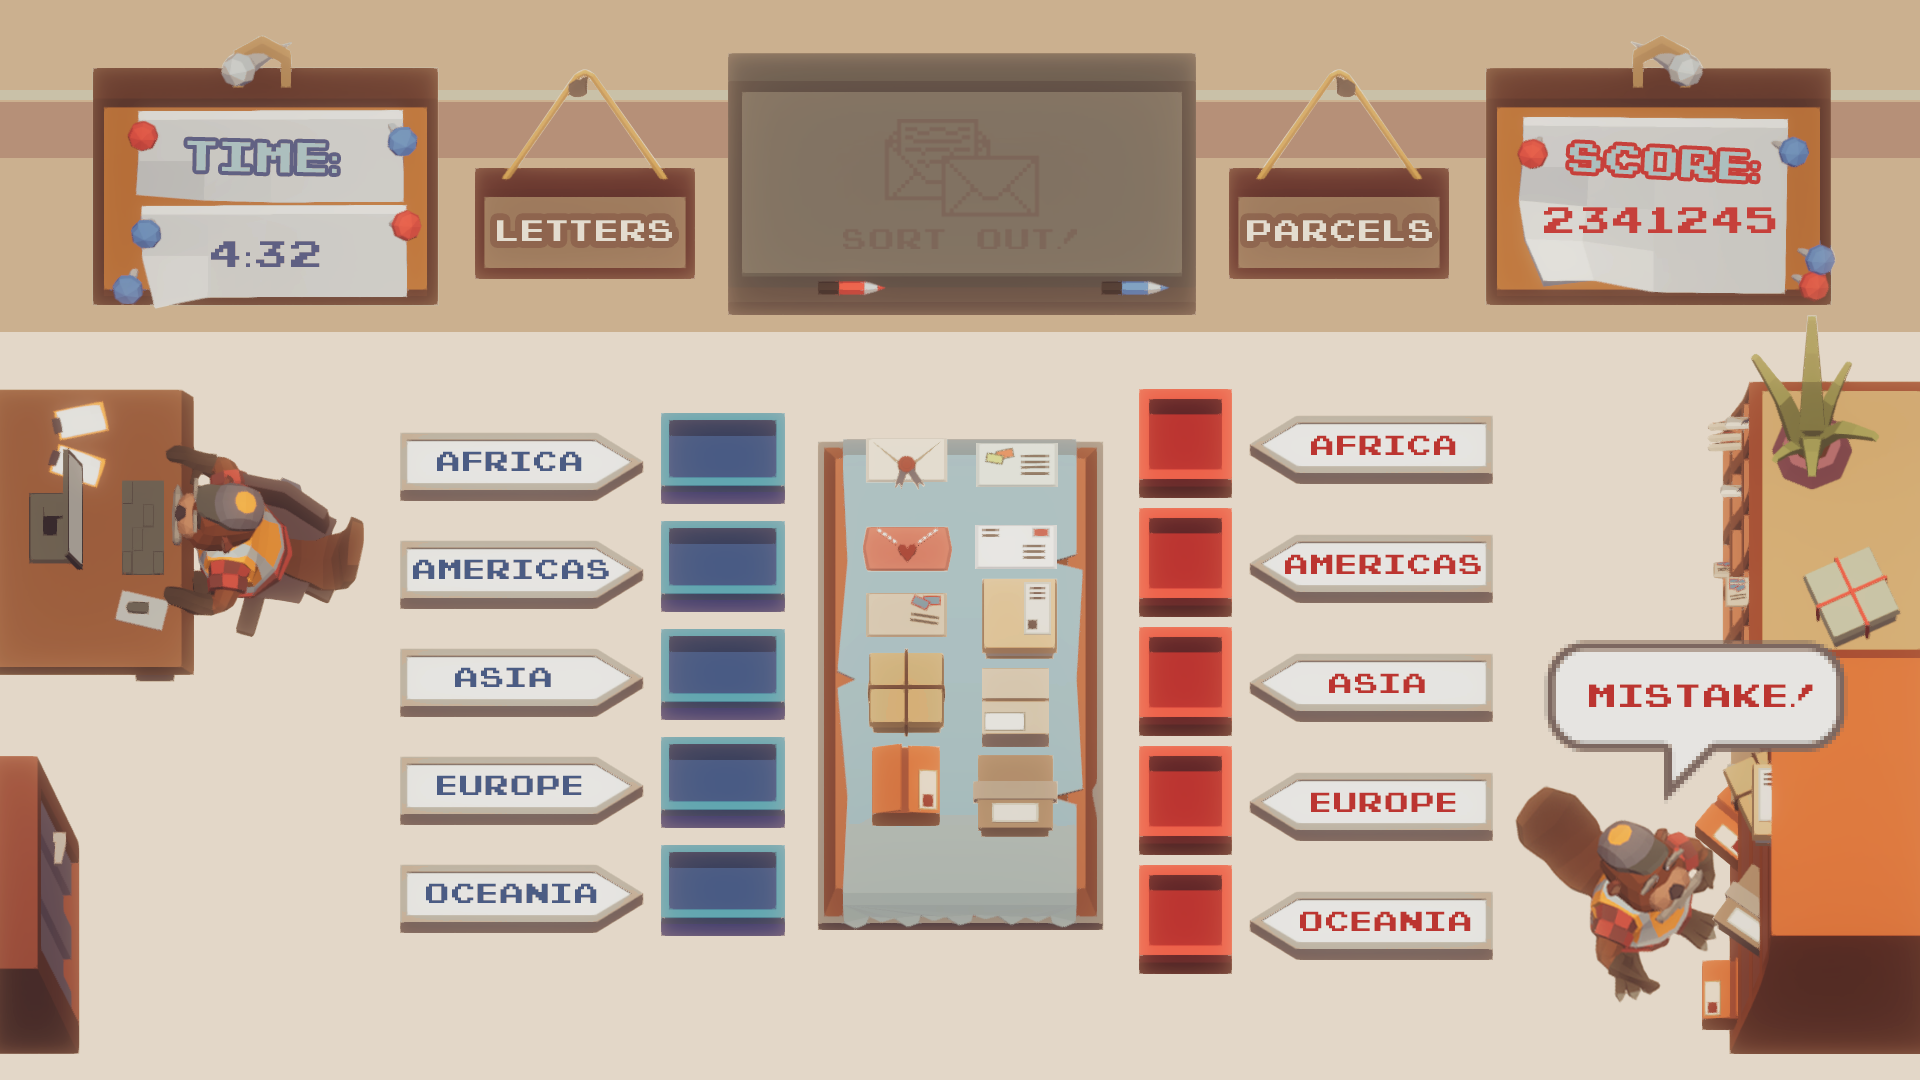 TIME:
4:32
LETTERS
SORT OUT!
PARCELS
SCORE:
2341245
AFRICA
AMERICAS
ASIA
EUROPE
OCEANIA
AFRICA
AMERICAS
ASIA
EUROPE
OCEANIA
MISTAKE!